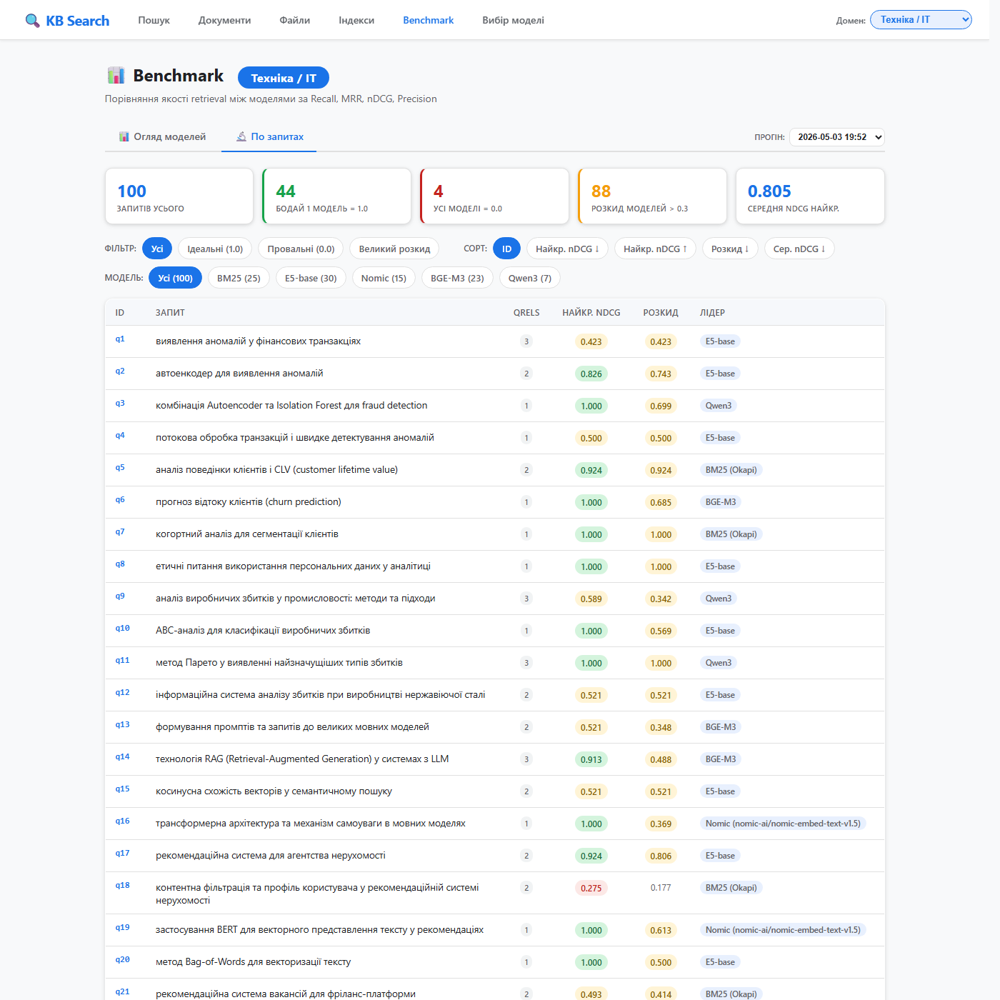 KB Search Пошук Документи Файли Індекси Benchmark Вибір моделі Домен: Техніка / IT
Benchmark Техніка / IT
Порівняння якості retrieval між моделями за Recall, MRR, nDCG, Precision
Огляд моделей По запитах ПРОГІН: 2026-05-03 19:52
100 44 4 88 0.805
ЗАПИТІВ УСЬОГО БОДАЙ 1 МОДЕЛЬ = 1.0 УСІ МОДЕЛІ = 0.0 РОЗКИД МОДЕЛЕЙ > 0.3 СЕРЕДНЯ NDCG НАЙКР.
ФІЛЬТР: Усі Ідеальні (1.0) Провальні (0.0) Великий розкид СОРТ: ID Найкр. nDCG ↓ Найкр. nDCG ↑ Розкид ↓ Сер. nDCG ↓
МОДЕЛЬ: Усі (100) BM25 (25) E5-base (30) Nomic (15) BGE-M3 (23) Qwen3 (7)
ID ЗАПИТ QRELS НАЙКР. NDCG РОЗКИД ЛІДЕР
q1 виявлення аномалій у фінансових транзакціях 3 0.423 0.423 E5-base
q2 автоенкодер для виявлення аномалій 2 0.826 0.743 E5-base
q3 комбінація Autoencoder та Isolation Forest для fraud detection 1 1.000 0.699 Qwen3
q4 потокова обробка транзакцій і швидке детектування аномалій 1 0.500 0.500 E5-base
q5 аналіз поведінки клієнтів і CLV (customer lifetime value) 2 0.924 0.924 BM25 (Okapi)
q6 прогноз відтоку клієнтів (churn prediction) 1 1.000 0.685 BGE-M3
q7 когортний аналіз для сегментації клієнтів 1 1.000 1.000 BM25 (Okapi)
q8 етичні питання використання персональних даних у аналітиці 1 1.000 1.000 E5-base
q9 аналіз виробничих збитків у промисловості: методи та підходи 3 0.589 0.342 Qwen3
q10 ABC-аналіз для класифікації виробничих збитків 1 1.000 0.569 E5-base
q11 метод Парето у виявленні найзначущіших типів збитків 3 1.000 1.000 Qwen3
q12 інформаційна система аналізу збитків при виробництві нержавіючої сталі 2 0.521 0.521 E5-base
q13 формування промптів та запитів до великих мовних моделей 2 0.521 0.348 BGE-M3
q14 технологія RAG (Retrieval-Augmented Generation) у системах з LLM 3 0.913 0.488 BGE-M3
q15 косинусна схожість векторів у семантичному пошуку 2 0.521 0.521 E5-base
q16 трансформерна архітектура та механізм самоуваги в мовних моделях 1 1.000 0.369 Nomic (nomic-ai/nomic-embed-text-v1.5)
q17 рекомендаційна система для агентства нерухомості 2 0.924 0.806 E5-base
q18 контентна фільтрація та профіль користувача у рекомендаційній системі 2 0.275 0.177 BM25 (Okapi)
нерухомості
q19 застосування BERT для векторного представлення тексту у рекомендаціях 1 1.000 0.613 Nomic (nomic-ai/nomic-embed-text-v1.5)
q20 метод Bag-of-Words для векторизації тексту 1 1.000 0.500 E5-base
q21 рекомендаційна система вакансій для фріланс-платформи 2 0.493 0.414 BM25 (Okapi)